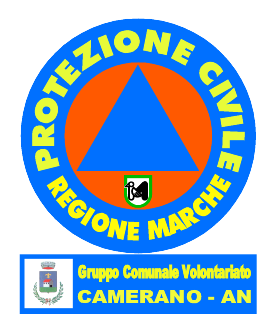 PROTEZIONE CIVILE
REGIONE MARCHE
Gruppo Comunale Volontariato
CAMERANO - AN